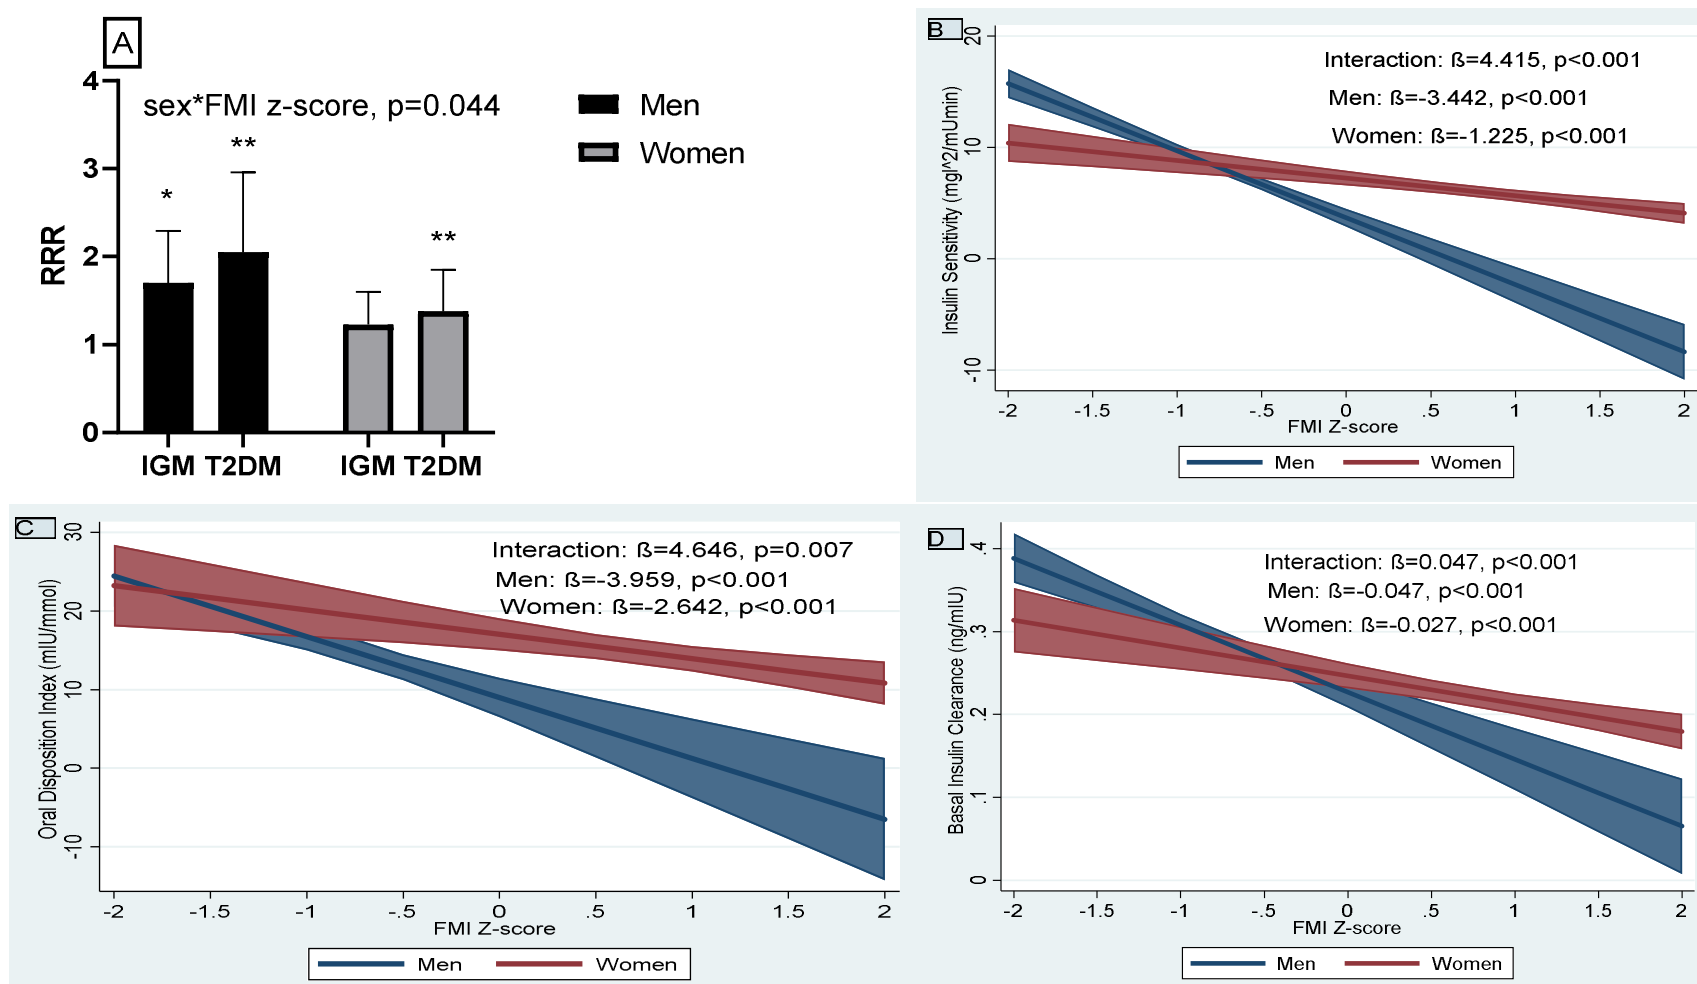 A
4
3
2
1
0
RRR
sex*FMI z-score, p=0.044
*
**
**
IGM T2DM IGM T2DM
Men
Women
B
20
10
0
-10
Insulin Sensitivity (mgl^2/mUmin)
Interaction: ß=4.415, p<0.001
Men: ß=-3.442, p<0.001
Women: ß=-1.225, p<0.001
-2 -1.5 -1 -.5 0 .5 1 1.5 2
FMI Z-score
Men Women
C
30
20
10
0
-10
Oral Disposition Index (mIU/mmol)
Interaction: ß=4.646, p=0.007
Men: ß=-3.959, p<0.001
Women: ß=-2.642, p<0.001
-2 -1.5 -1 -.5 0 .5 1 1.5 2
FMI Z-score
Men Women
D
.4
.3
.2
.1
0
Basal Insulin Clearance (ng/mIU)
Interaction: ß=0.047, p<0.001
Men: ß=-0.047, p<0.001
Women: ß=-0.027, p<0.001
-2 -1.5 -1 -.5 0 .5 1 1.5 2
FMI Z-score
Men Women